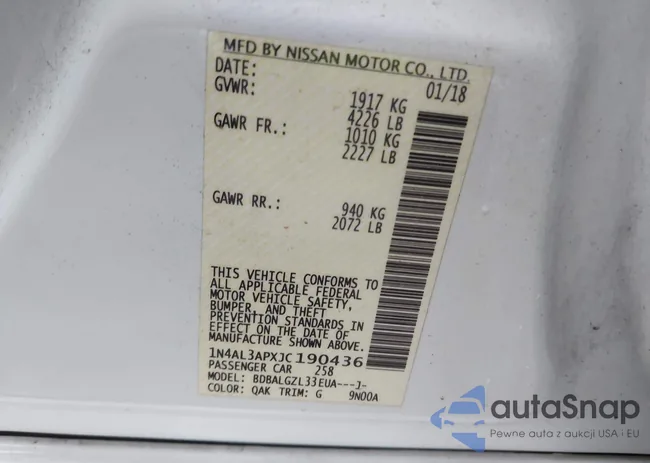 MFD BY NISSAN MOTOR CO., LTD.
DATE: 01/18
GVWR: 1917 KG
4226 LB
GAWR FR.: 1010 KG
2227 LB
GAWR RR.: 940 KG
2072 LB
THIS VEHICLE CONFORMS TO
ALL APPLICABLE FEDERAL
MOTOR VEHICLE SAFETY,
BUMPER, AND THEFT
PREVENTION STANDARDS IN
EFFECT ON THE DATE OF
MANUFACTURE SHOWN ABOVE.
1N4AL3APXJC190436
PASSENGER CAR 258
MODEL: BDBALGZL33EUA---J-
COLOR: QAK TRIM: G 9N00A
autoSnap
Pewne auta z aukcji USA i EU